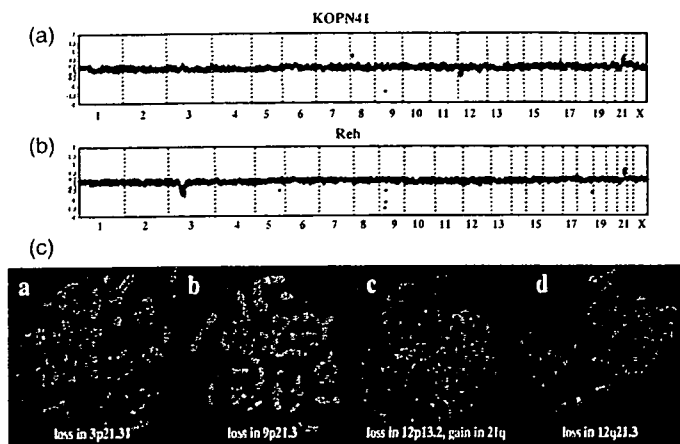 KOPN41
(a)
1 2 3 4 5 6 7 8 9 10 11 12 13 15 17 19 21 X
Reh
(b)
1 2 3 4 5 6 7 8 9 10 11 12 13 15 17 19 21 X
(c)
a b c d
loss in 3p21.31 loss in 9p21.3 loss in 12p13.2, gain in 21q loss in 12q21.3